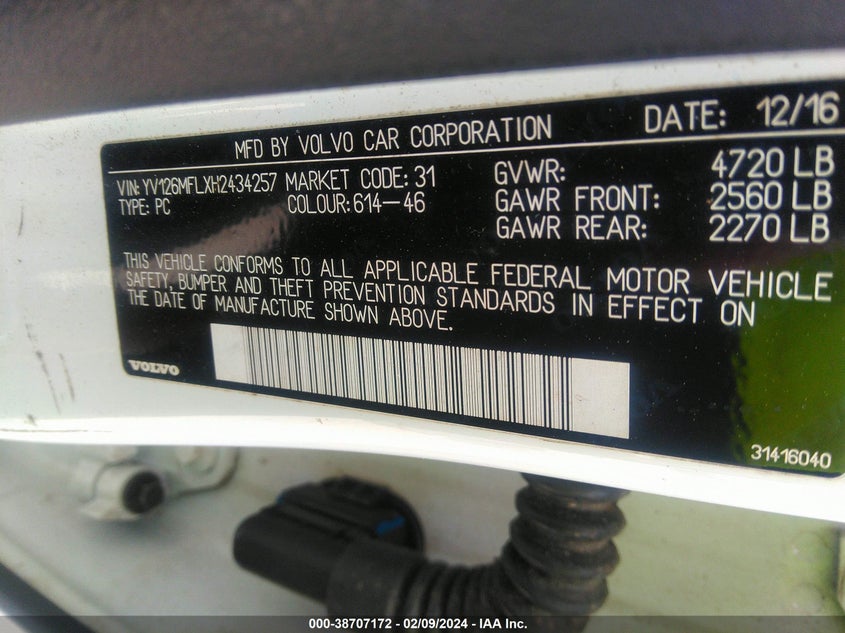 MFD BY VOLVO CAR CORPORATION DATE: 12/16
VIN: YV126MFLXH2434257 MARKET CODE: 31 GVWR: 4720 LB
TYPE: PC COLOUR: 614-46 GAWR FRONT: 2560 LB
GAWR REAR: 2270 LB
THIS VEHICLE CONFORMS TO ALL APPLICABLE FEDERAL MOTOR VEHICLE
SAFETY, BUMPER AND THEFT PREVENTION STANDARDS IN EFFECT ON
THE DATE OF MANUFACTURE SHOWN ABOVE.
VOLVO
31416040
000-38707172 - 02/09/2024 - IAA Inc.